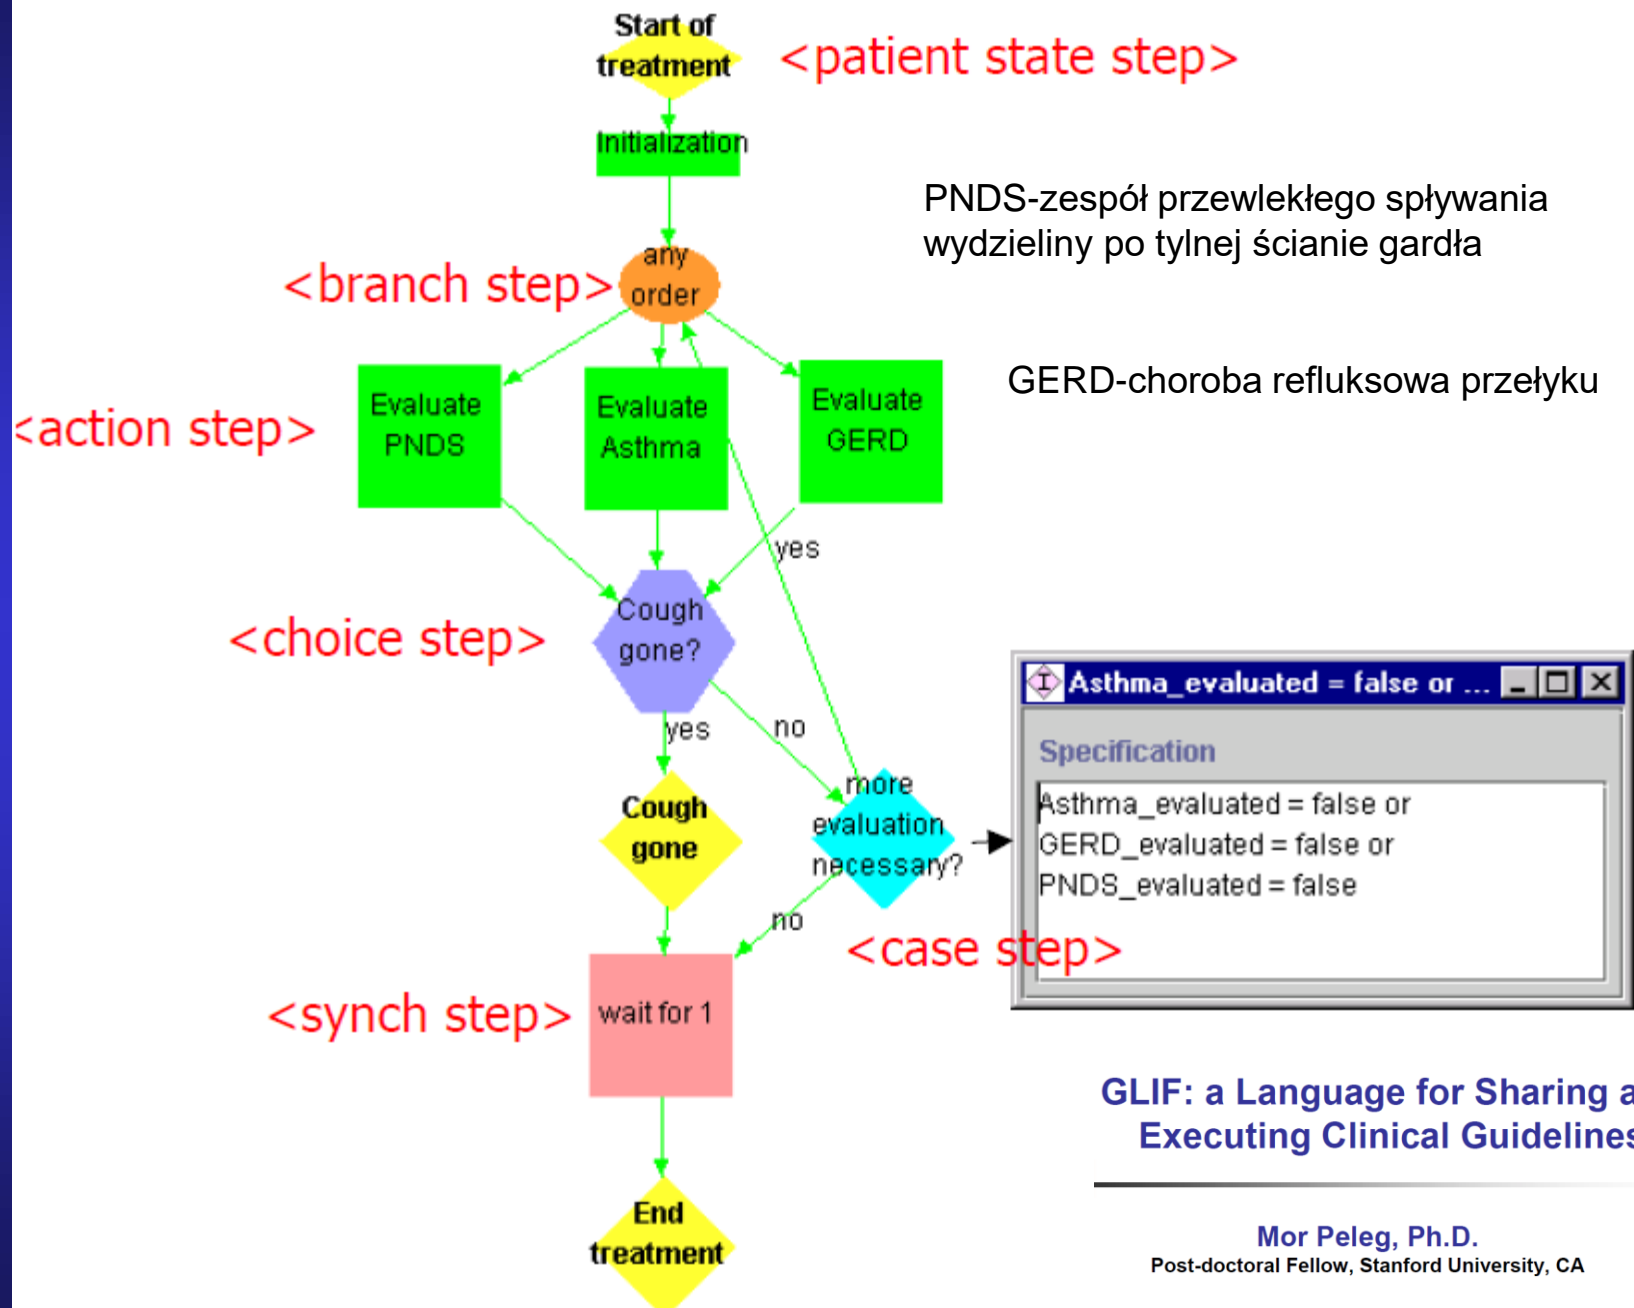 Start of
treatment
<patient state step>
Initialization
PNDS-zespół przewlekłego spływania
wydzieliny po tylnej ścianie gardła
any
order
<branch step>
GERD-choroba refluksowa przełyku
<action step>
Evaluate
PNDS
Evaluate
Asthma
Evaluate
GERD
yes
<choice step>
Cough
gone?
yes
no
Cough
gone
more
evaluation
necessary?
Asthma_evaluated = false or ...
Specification
Asthma_evaluated = false or
GERD_evaluated = false or
PNDS_evaluated = false
no
<case step>
<synch step>
wait for 1
End
treatment
GLIF: a Language for Sharing a
Executing Clinical Guidelines
Mor Peleg, Ph.D.
Post-doctoral Fellow, Stanford University, CA